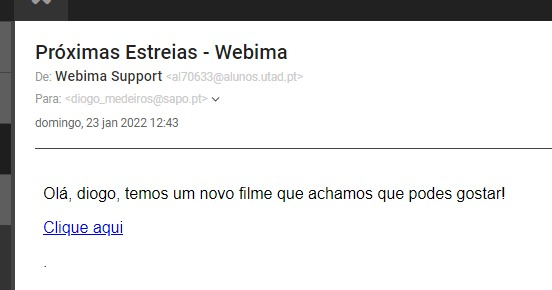 Próximas Estreias - Webima
De: Webima Support <al70633@alunos.utad.pt>
Para: <diogo_medeiros@sapo.pt>
domingo, 23 jan 2022 12:43
Olá, diogo, temos um novo filme que achamos que podes gostar!
Clique aqui
.